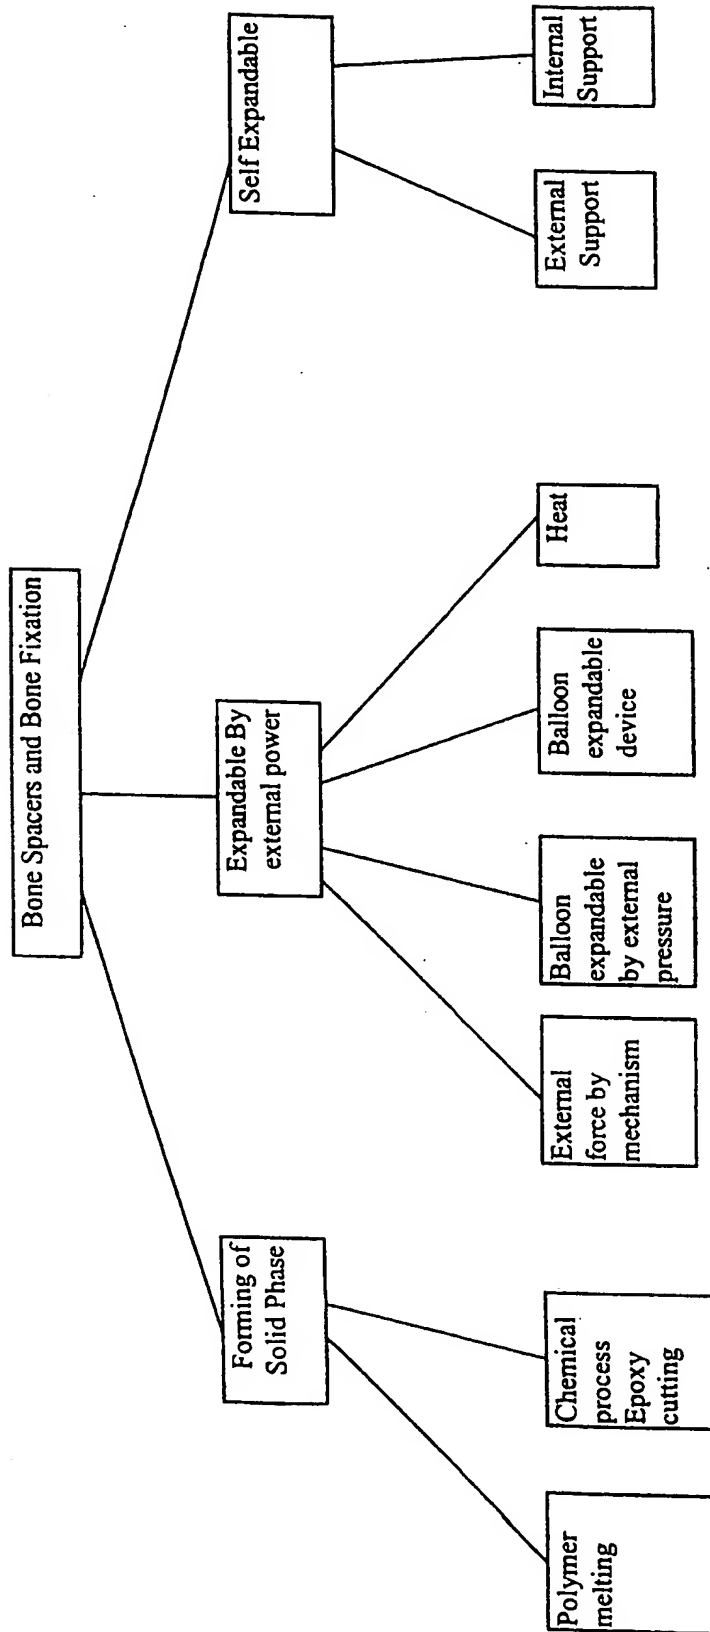 Bone Spacers and Bone Fixation
Forming of
Solid Phase
Expandable By
external power
Self Expandable
Polymer
melting
Chemical
process
Epoxy
cutting
External
force by
mechanism
Balloon
expandable
by external
pressure
Balloon
expandable
device
Heat
External
Support
Internal
Support